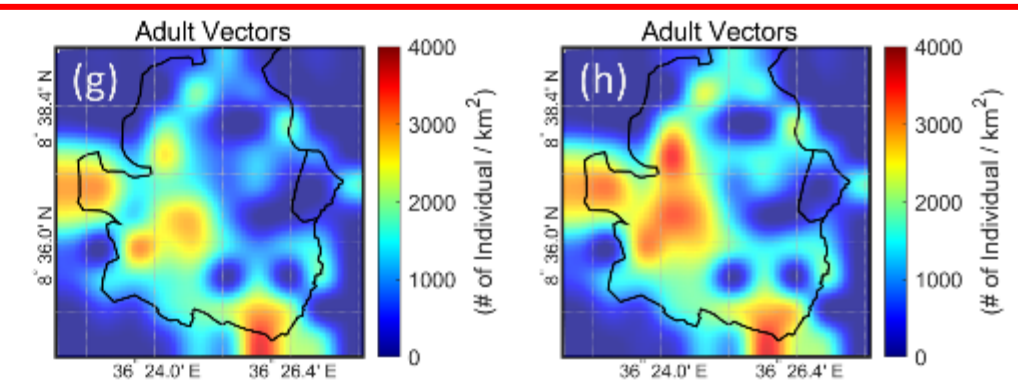 Adult Vectors
(g)
8° 38.4' N
8° 36.0' N
36° 24.0' E
36° 26.4' E
4000
3000
2000
1000
0
(# of Individual / km²)
Adult Vectors
(h)
8° 38.4' N
8° 36.0' N
36° 24.0' E
36° 26.4' E
4000
3000
2000
1000
0
(# of Individual / km²)